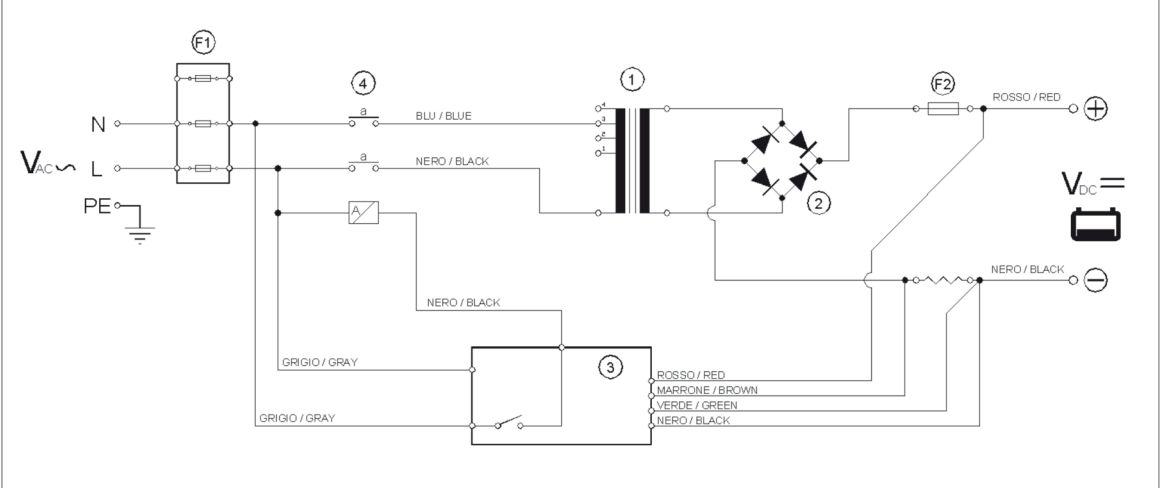 F1
4
1
F2
a
BLU / BLUE
4
3
2
1
ROSSO / RED
+
N
VAC~
L
a
NERO / BLACK
PE
A
2
VDC=
NERO / BLACK
−
NERO / BLACK
GRIGIO / GRAY
3
ROSSO / RED
MARRONE / BROWN
VERDE / GREEN
GRIGIO / GRAY
NERO / BLACK